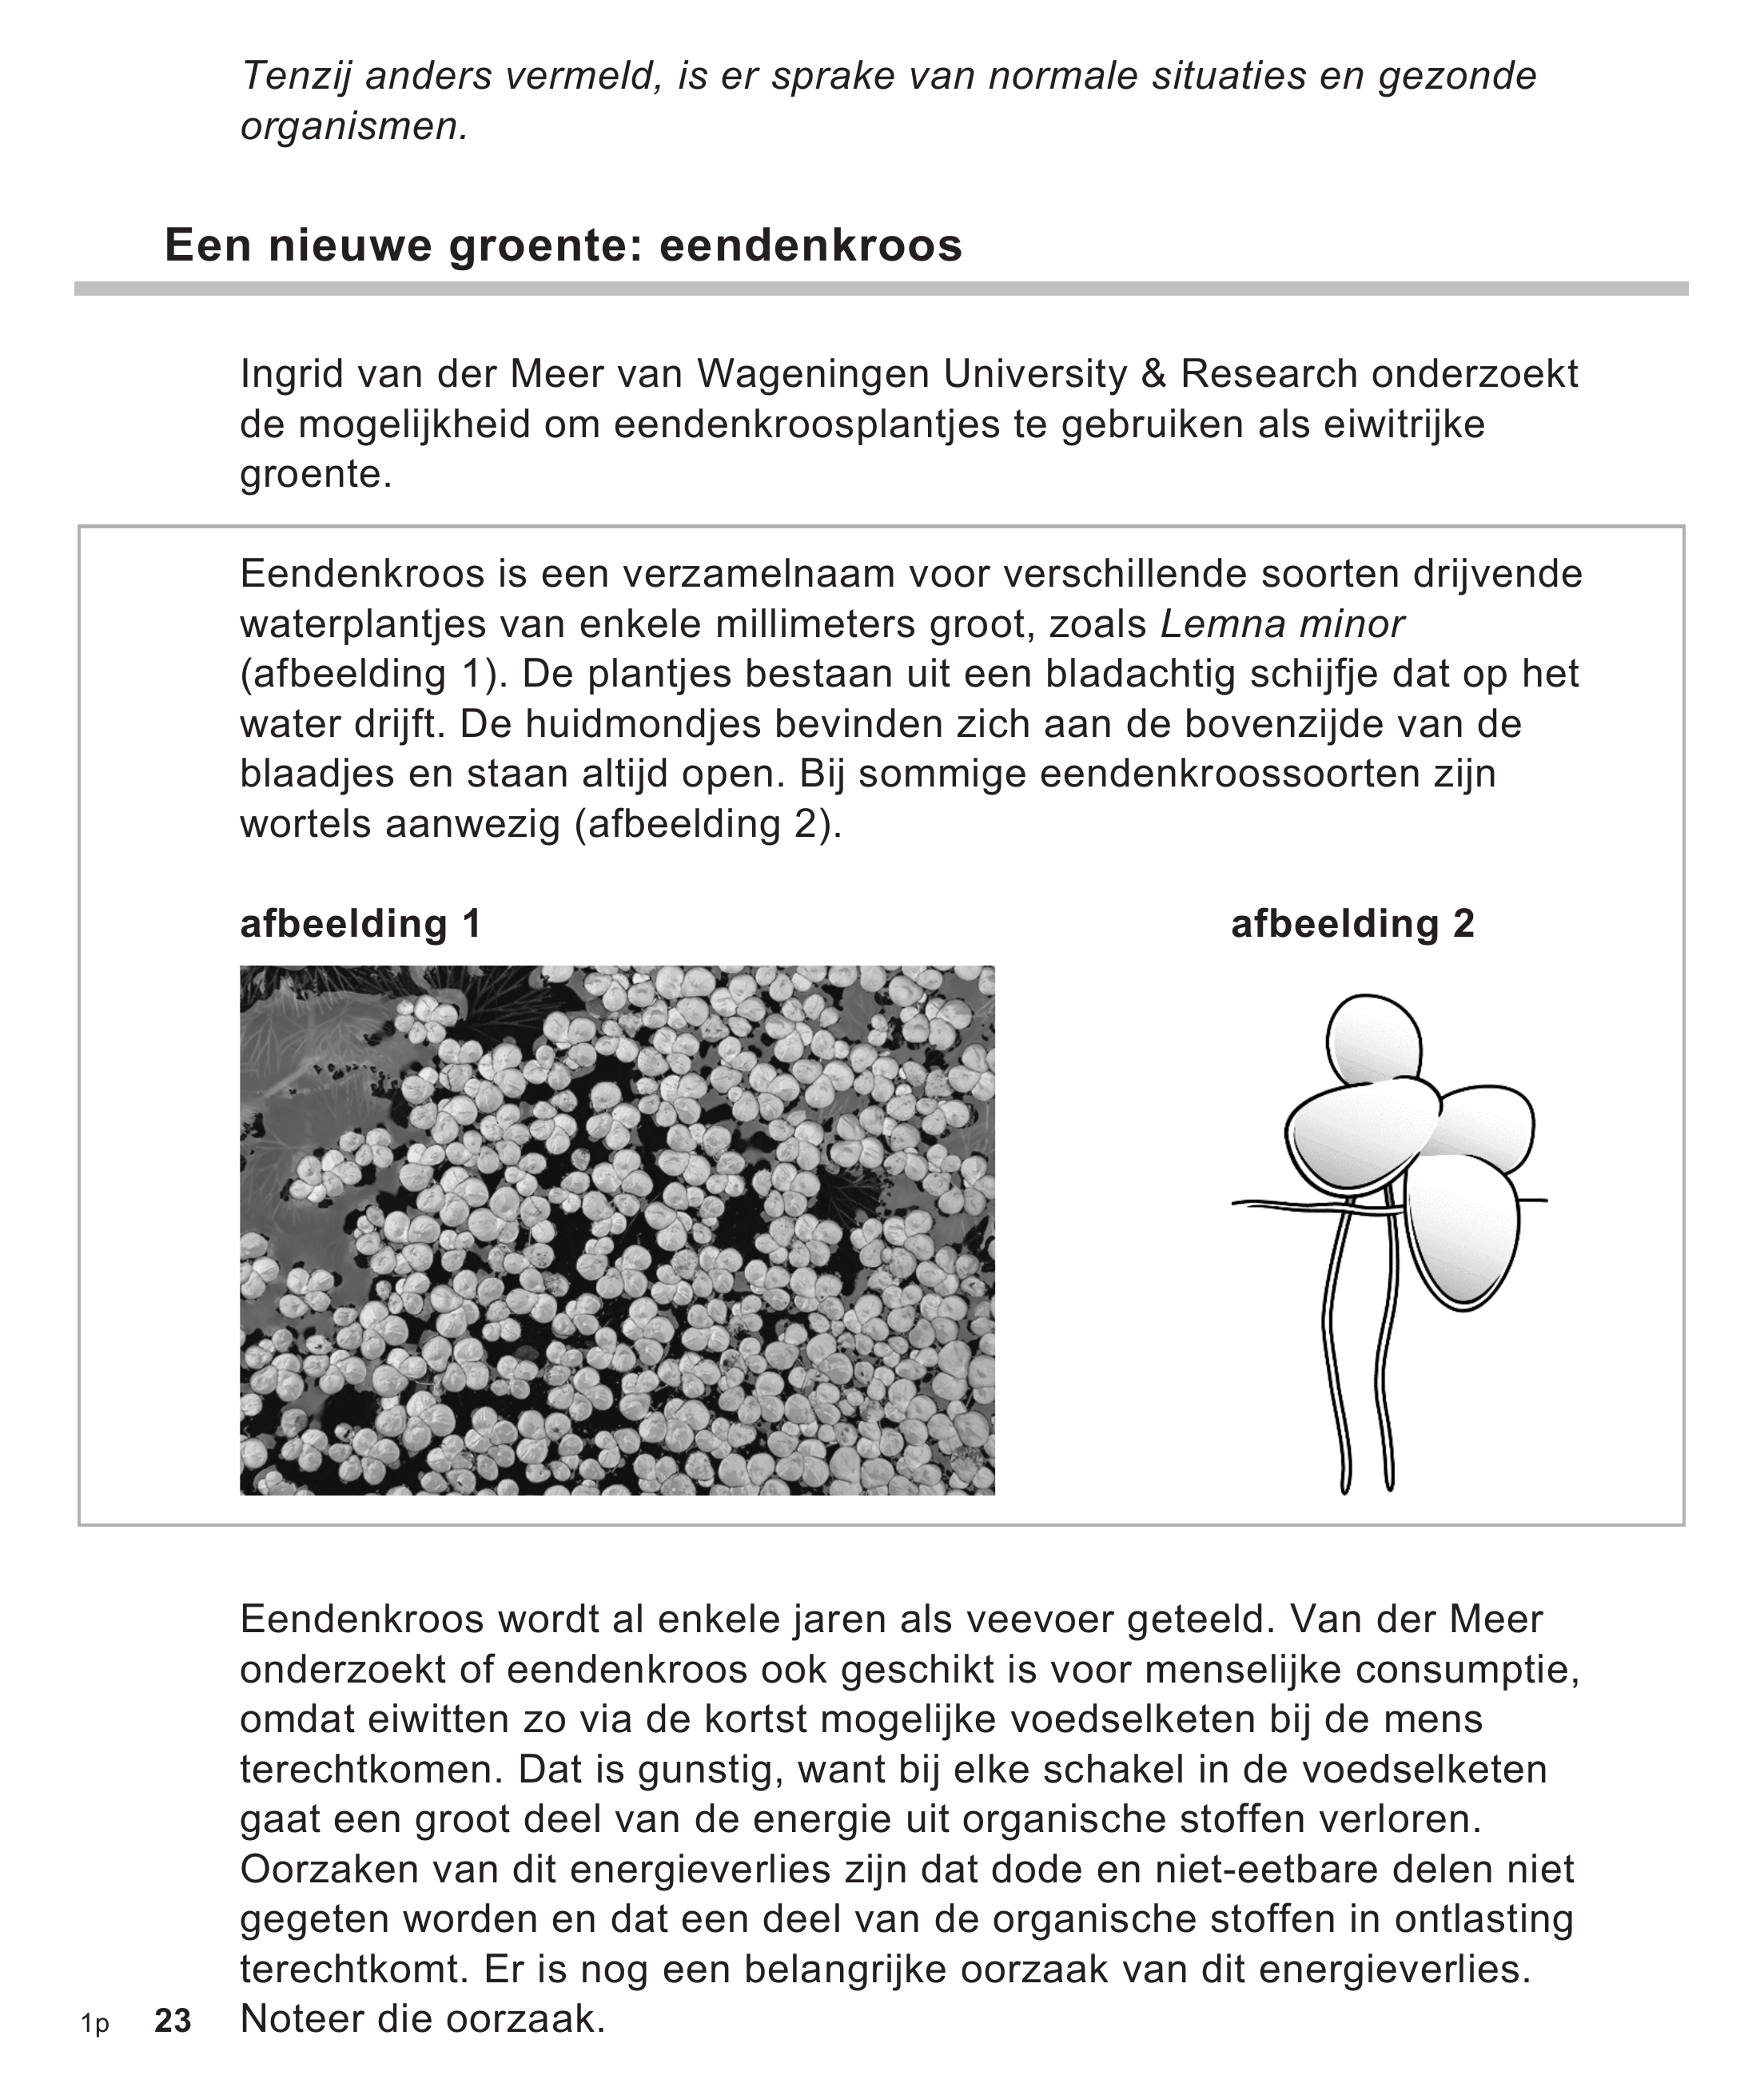 Tenzij anders vermeld, is er sprake van normale situaties en gezonde
organismen.
Een nieuwe groente: eendenkroos
Ingrid van der Meer van Wageningen University & Research onderzoekt
de mogelijkheid om eendenkroosplantjes te gebruiken als eiwitrijke
groente.
Eendenkroos is een verzamelnaam voor verschillende soorten drijvende
waterplantjes van enkele millimeters groot, zoals Lemna minor
(afbeelding 1). De plantjes bestaan uit een bladachtig schijfje dat op het
water drijft. De huidmondjes bevinden zich aan de bovenzijde van de
blaadjes en staan altijd open. Bij sommige eendenkroossoorten zijn
wortels aanwezig (afbeelding 2).
afbeelding 1
afbeelding 2
Eendenkroos wordt al enkele jaren als veevoer geteeld. Van der Meer
onderzoekt of eendenkroos ook geschikt is voor menselijke consumptie,
omdat eiwitten zo via de kortst mogelijke voedselketen bij de mens
terechtkomen. Dat is gunstig, want bij elke schakel in de voedselketen
gaat een groot deel van de energie uit organische stoffen verloren.
Oorzaken van dit energieverlies zijn dat dode en niet-eetbare delen niet
gegeten worden en dat een deel van de organische stoffen in ontlasting
terechtkomt. Er is nog een belangrijke oorzaak van dit energieverlies.
1p 23 Noteer die oorzaak.